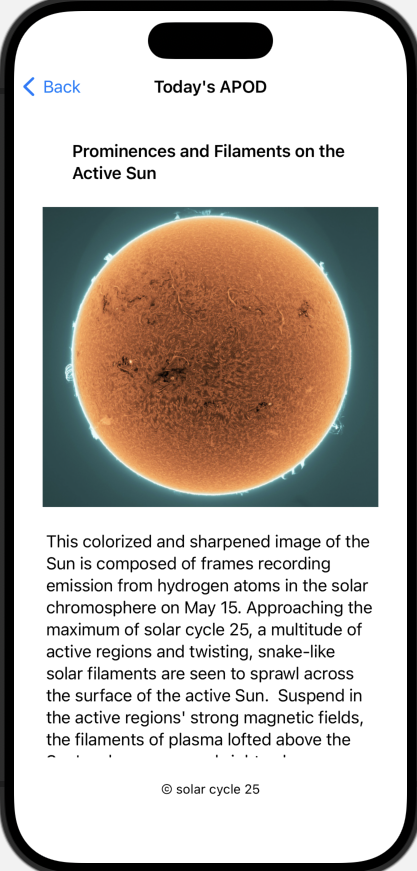 Back
Today's APOD
Prominences and Filaments on the
Active Sun
This colorized and sharpened image of the
Sun is composed of frames recording
emission from hydrogen atoms in the solar
chromosphere on May 15. Approaching the
maximum of solar cycle 25, a multitude of
active regions and twisting, snake-like
solar filaments are seen to sprawl across
the surface of the active Sun.  Suspend in
the active regions' strong magnetic fields,
the filaments of plasma lofted above the
© solar cycle 25